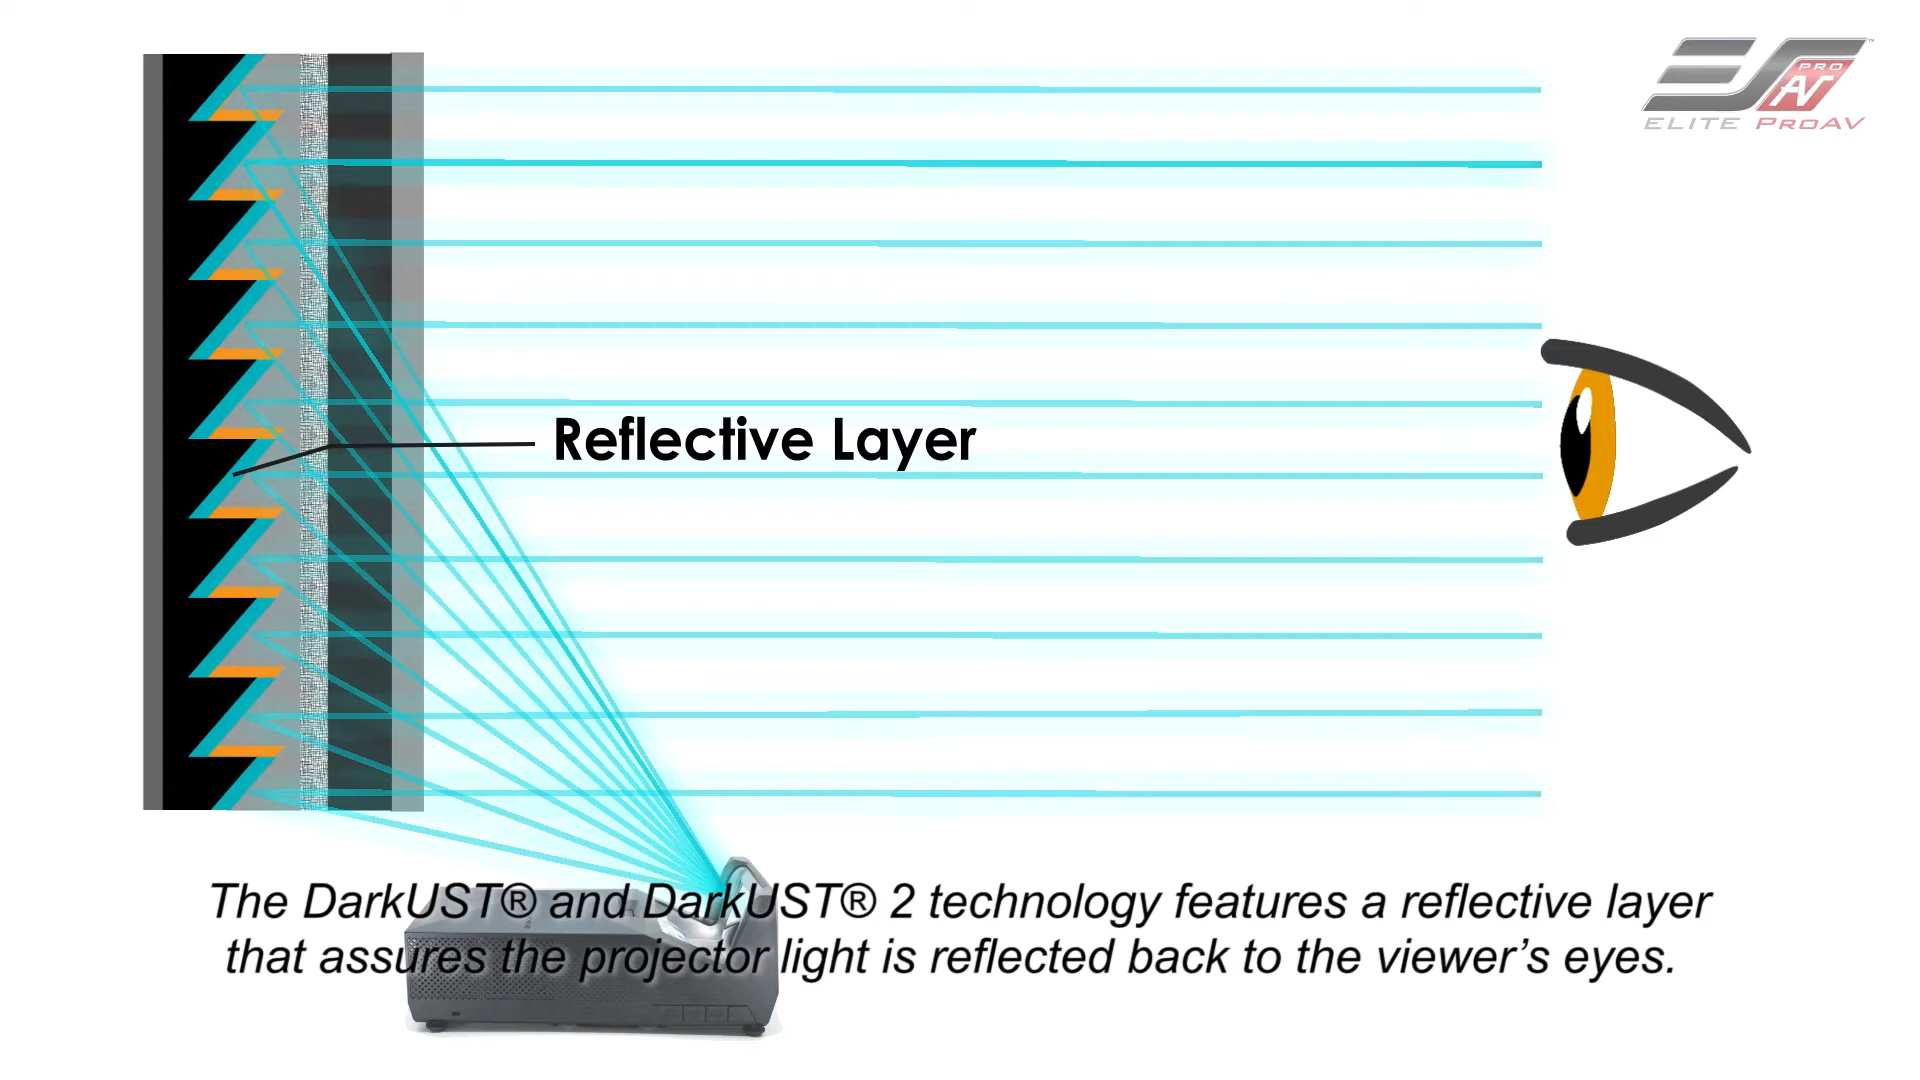 PRO
AV
ELITE PROAV
™
Reflective Layer
The DarkUST® and DarkUST® 2 technology features a reflective layer
that assures the projector light is reflected back to the viewer’s eyes.